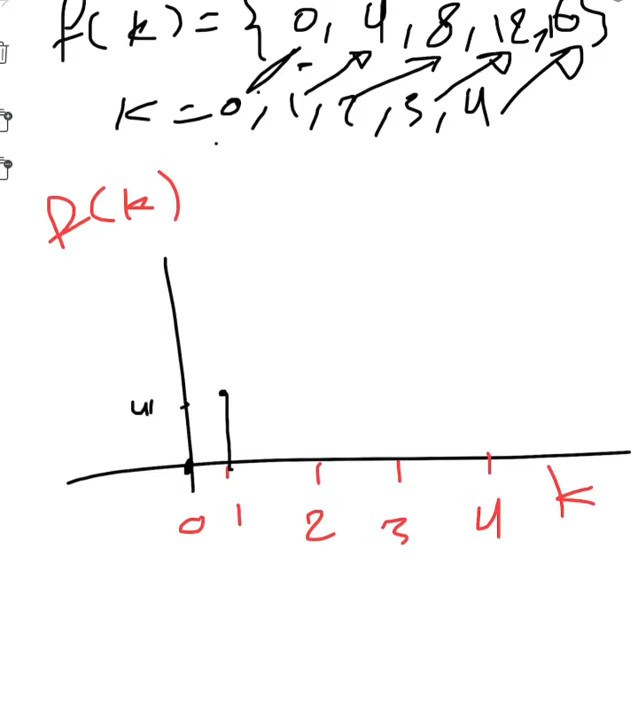 f(k) = { 0, 4, 8, 12, 16}
k = 0, 1, 2, 3, 4
f(k)
4
0 1 2 3 4 k